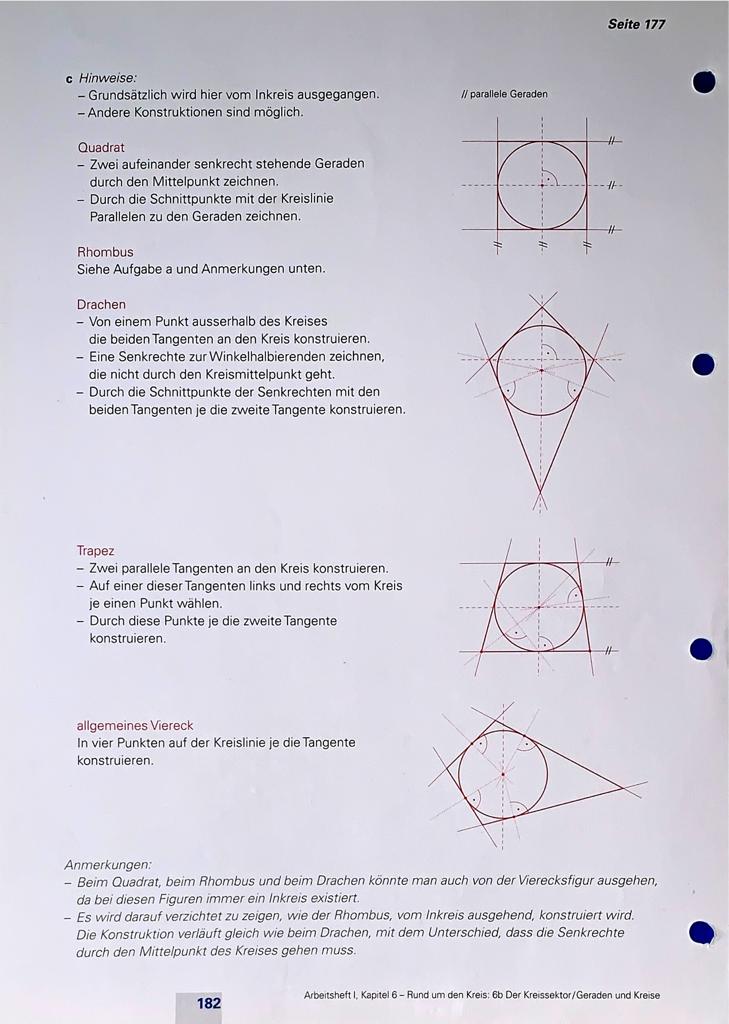 Seite 177
c Hinweise:
– Grundsätzlich wird hier vom Inkreis ausgegangen.
– Andere Konstruktionen sind möglich.
// parallele Geraden
Quadrat
– Zwei aufeinander senkrecht stehende Geraden
durch den Mittelpunkt zeichnen.
– Durch die Schnittpunkte mit der Kreislinie
Parallelen zu den Geraden zeichnen.
Rhombus
Siehe Aufgabe a und Anmerkungen unten.
Drachen
– Von einem Punkt ausserhalb des Kreises
die beiden Tangenten an den Kreis konstruieren.
– Eine Senkrechte zur Winkelhalbierenden zeichnen,
die nicht durch den Kreismittelpunkt geht.
– Durch die Schnittpunkte der Senkrechten mit den
beiden Tangenten je die zweite Tangente konstruieren.
Trapez
– Zwei parallele Tangenten an den Kreis konstruieren.
– Auf einer dieser Tangenten links und rechts vom Kreis
je einen Punkt wählen.
– Durch diese Punkte je die zweite Tangente
konstruieren.
allgemeines Viereck
In vier Punkten auf der Kreislinie je die Tangente
konstruieren.
Anmerkungen:
– Beim Quadrat, beim Rhombus und beim Drachen könnte man auch von der Vierecksfigur ausgehen,
da bei diesen Figuren immer ein Inkreis existiert.
– Es wird darauf verzichtet zu zeigen, wie der Rhombus, vom Inkreis ausgehend, konstruiert wird.
Die Konstruktion verläuft gleich wie beim Drachen, mit dem Unterschied, dass die Senkrechte
durch den Mittelpunkt des Kreises gehen muss.
182
Arbeitsheft I, Kapitel 6 – Rund um den Kreis: 6b Der Kreissektor/Geraden und Kreise